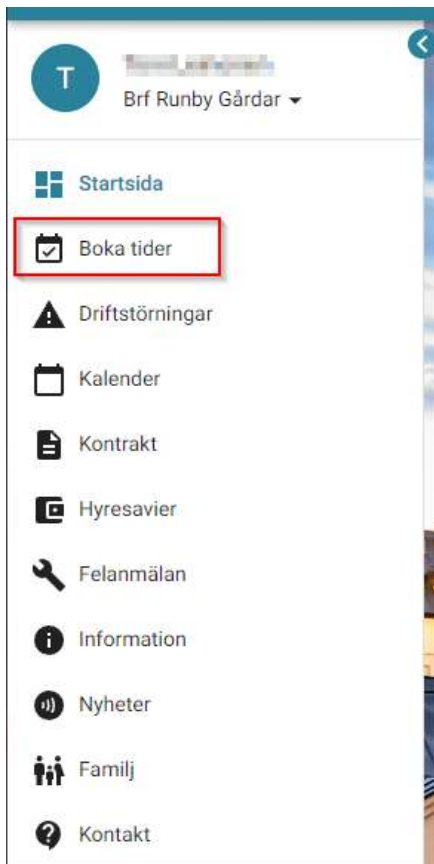 T
Brf Runby Gårdar
Startsida
Boka tider
Driftstörningar
Kalender
Kontrakt
Hyresavier
Felanmälan
Information
Nyheter
Familj
Kontakt